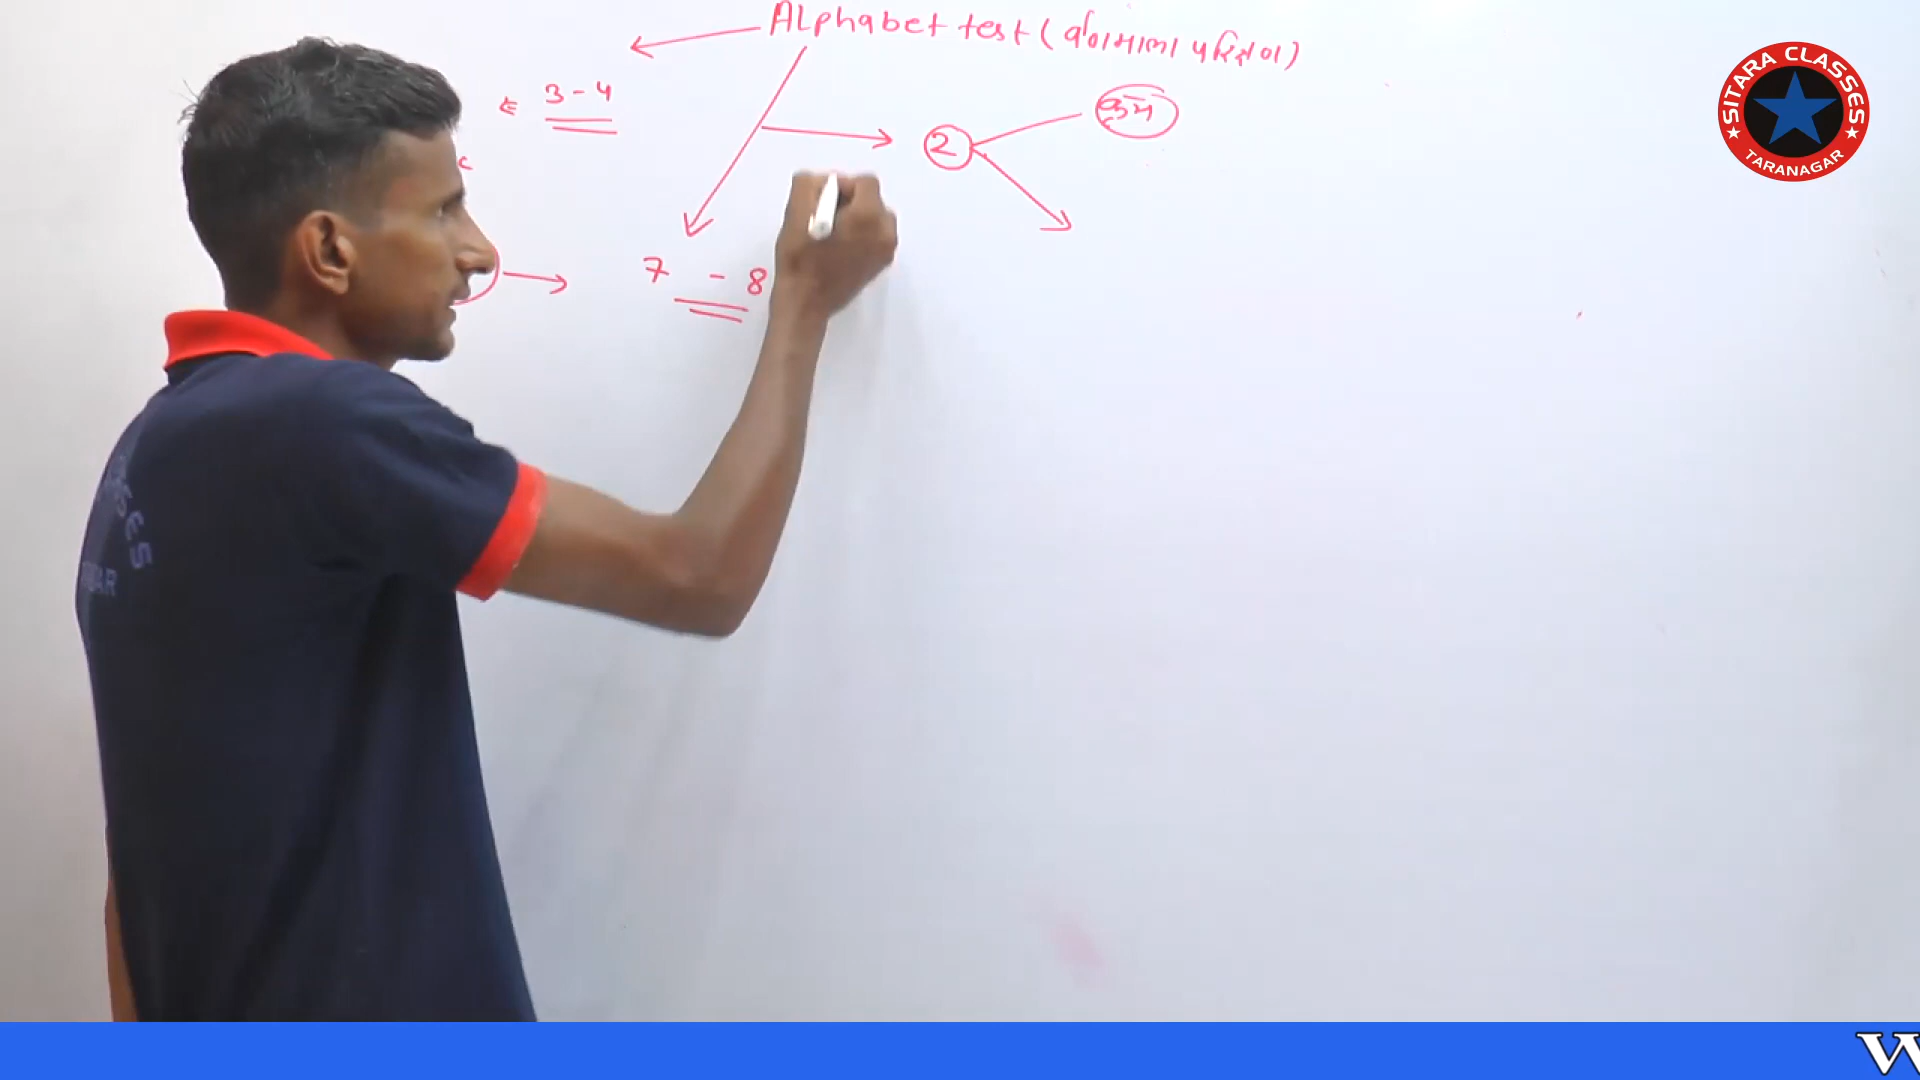 Alphabet test (वर्णमाला परिक्षण)
3 - 4
क्रम
2
7 - 8
SITARA CLASSES
TARANAGAR
W